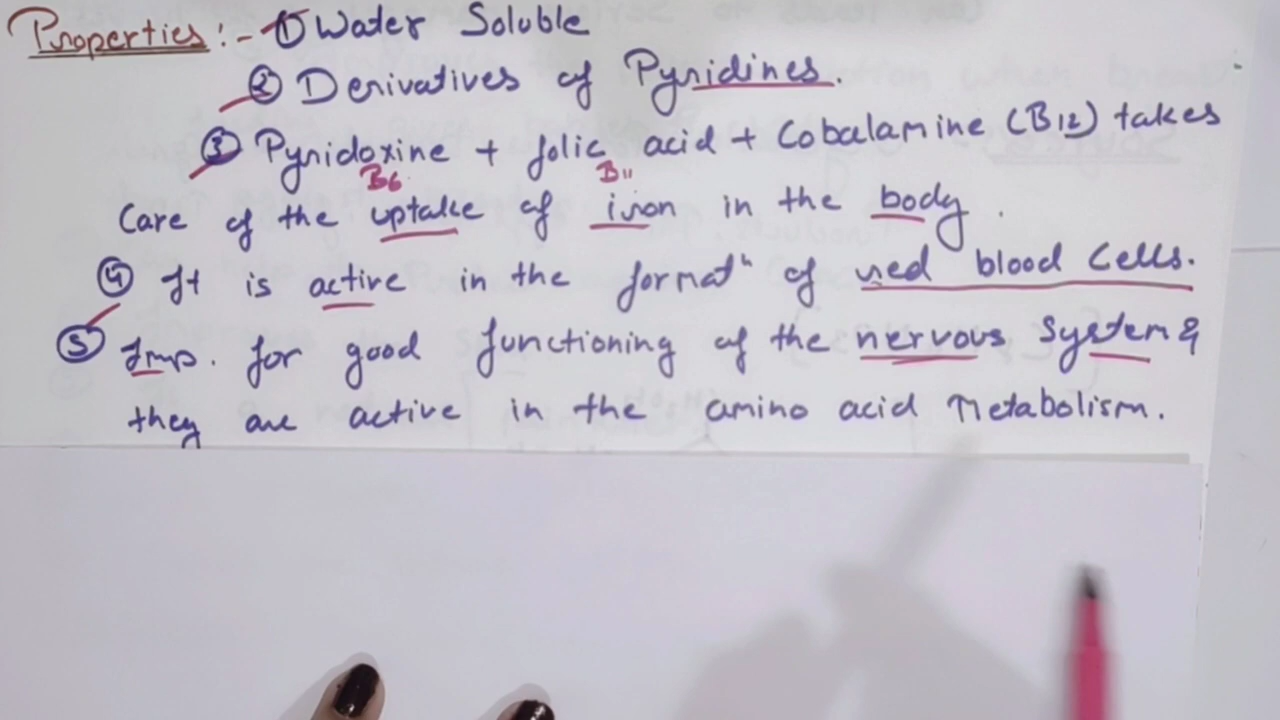 Properties :- ① Water Soluble
② Derivatives of Pyridines.
③ Pyridoxine + folic acid + Cobalamine (B12) takes
B6 B11
Care of the uptake of iron in the body.
④ It is active in the formatⁿ of red blood Cells.
⑤ Imp. for good functioning of the nervous System &
they are active in the amino acid Metabolism.